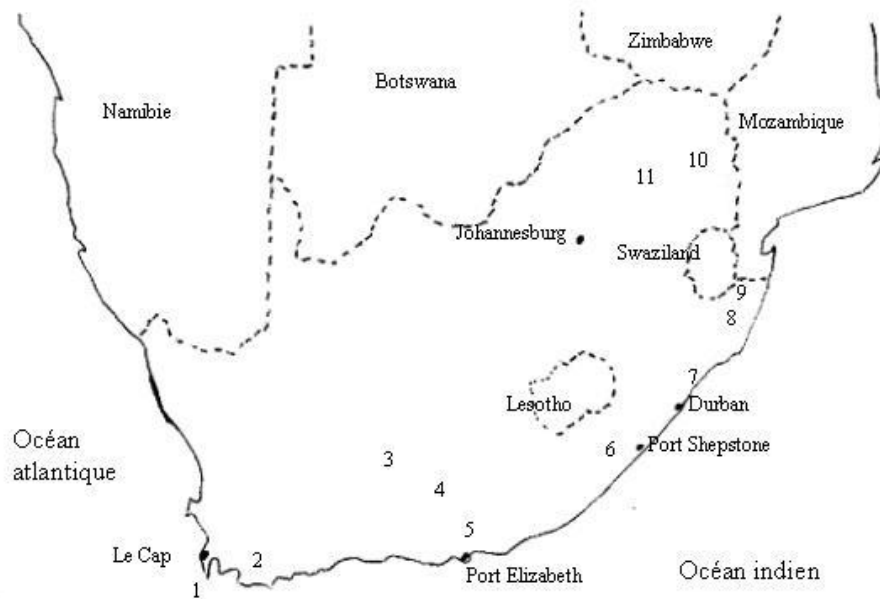 Zimbabwe
Botswana
Namibie
Mozambique
10
11
Johannesburg
Swaziland
9
8
7
Lesotho
Durban
Océan
atlantique
6
Port Shepstone
3
4
5
Le Cap
2
Port Elizabeth
Océan indien
1